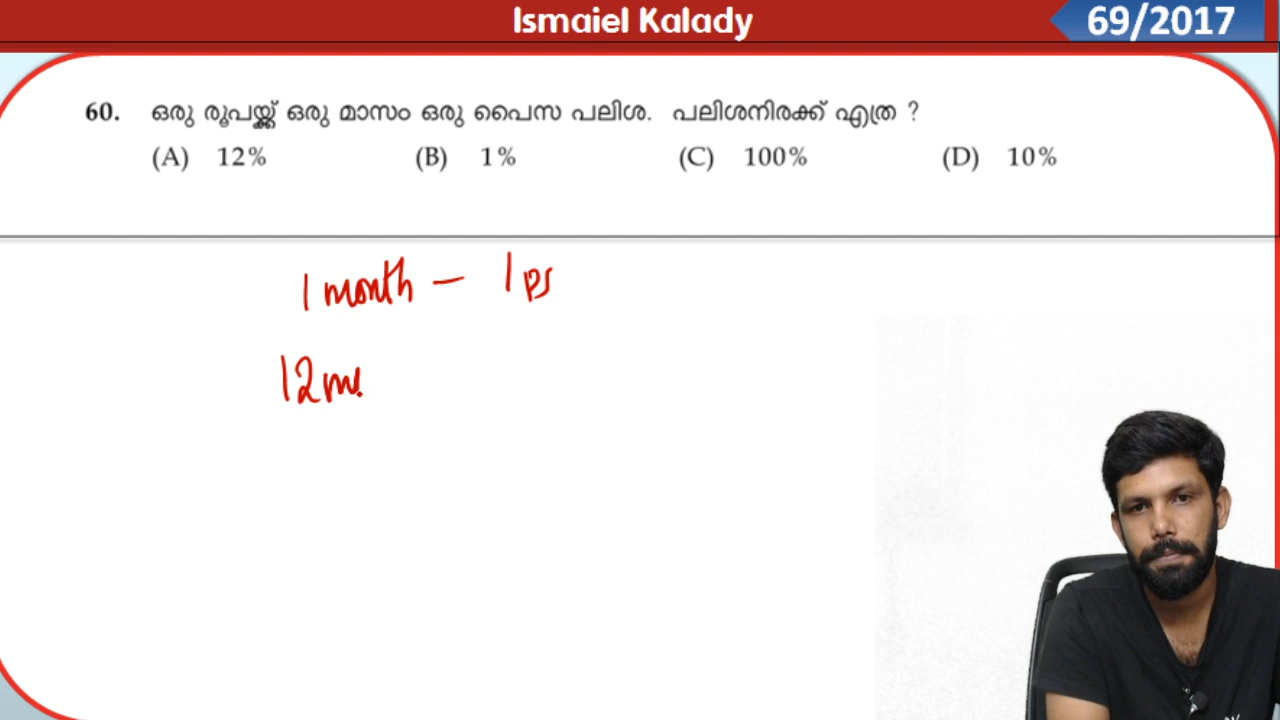 Ismaiel Kalady
69/2017
60. ഒരു രൂപയ്ക്ക് ഒരു മാസം ഒരു പൈസ പലിശ. പലിശനിരക്ക് എത്ര ?
(A) 12% (B) 1% (C) 100% (D) 10%
1 month – 1 ps
12 m